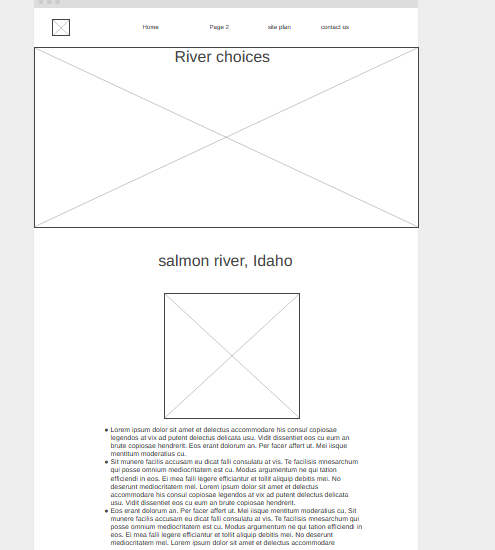 Home Page 2 site plan contact us
River choices
salmon river, Idaho
Lorem ipsum dolor sit amet et delectus accommodare his consul copiosae
legendos at vix ad putent delectus delicata usu. Vidit dissentiet eos cu eum an
brute copiosae hendrerit. Eos erant dolorum an. Per facer affert ut. Mei iisque
mentitum moderatius cu.
Sit munere facilis accusam eu dicat falli consulatu at vis. Te facilisis mnesarchum
qui posse omnium mediocritatem est cu. Modus argumentum ne qui tation
efficiendi in eos. Ei mea falli legere efficiantur et tollit aliquip debitis mei. No
deserunt mediocritatem mel. Lorem ipsum dolor sit amet et delectus
accommodare his consul copiosae legendos at vix ad putent delectus delicata
usu. Vidit dissentiet eos cu eum an brute copiosae hendrerit.
Eos erant dolorum an. Per facer affert ut. Mei iisque mentitum moderatius cu. Sit
munere facilis accusam eu dicat falli consulatu at vis. Te facilisis mnesarchum qui
posse omnium mediocritatem est cu. Modus argumentum ne qui tation efficiendi in
eos. Ei mea falli legere efficiantur et tollit aliquip debitis mei. No deserunt
mediocritatem mel. Lorem ipsum dolor sit amet et delectus accommodare